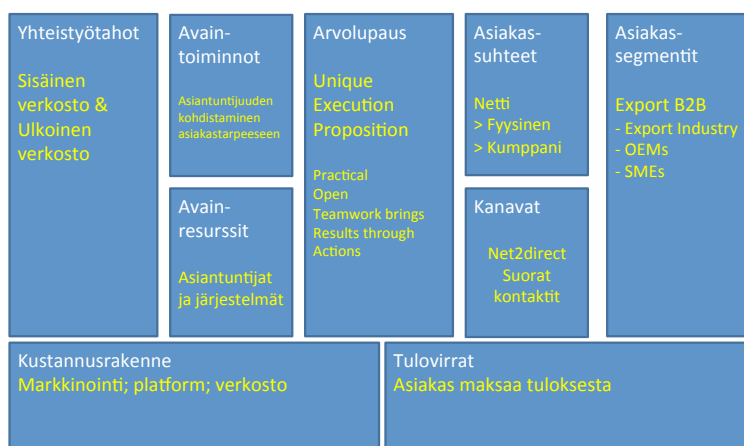 Yhteistyötahot
Sisäinen
verkosto &
Ulkoinen
verkosto
Avain-
toiminnot
Asiantuntijuuden
kohdistaminen
asiakastarpeeseen
Avain-
resurssit
Asiantuntijat
ja järjestelmät
Arvolupaus
Unique
Execution
Proposition
Practical
Open
Teamwork brings
Results through
Actions
Asiakas-
suhteet
Netti
> Fyysinen
> Kumppani
Kanavat
Net2direct
Suorat
kontaktit
Asiakas-
segmentit
Export B2B
- Export Industry
- OEMs
- SMEs
Kustannusrakenne
Markkinointi; platform; verkosto
Tulovirrat
Asiakas maksaa tuloksesta